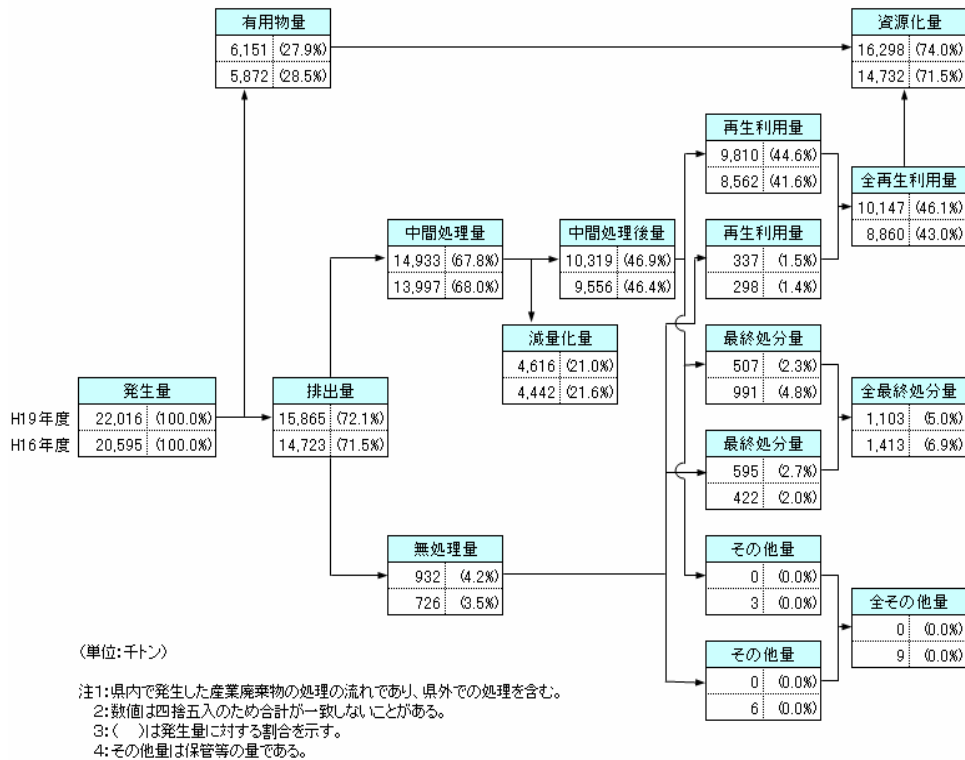 有用物量
6,151 (27.9%)
5,872 (28.5%)
資源化量
16,298 (74.0%)
14,732 (71.5%)
再生利用量
9,810 (44.6%)
8,562 (41.6%)
全再生利用量
10,147 (46.1%)
8,860 (43.0%)
中間処理量
14,933 (67.8%)
13,997 (68.0%)
中間処理後量
10,319 (46.9%)
9,556 (46.4%)
再生利用量
337 (1.5%)
298 (1.4%)
減量化量
4,616 (21.0%)
4,442 (21.6%)
最終処分量
507 (2.3%)
991 (4.8%)
発生量
H19年度 22,016 (100.0%)
H16年度 20,595 (100.0%)
排出量
15,865 (72.1%)
14,723 (71.5%)
全最終処分量
1,103 (5.0%)
1,413 (6.9%)
最終処分量
595 (2.7%)
422 (2.0%)
無処理量
932 (4.2%)
726 (3.5%)
その他量
0 (0.0%)
3 (0.0%)
全その他量
0 (0.0%)
9 (0.0%)
その他量
0 (0.0%)
6 (0.0%)
(単位:千トン)
注1:県内で発生した産業廃棄物の処理の流れであり、県外での処理を含む。
2:数値は四捨五入のため合計が一致しないことがある。
3:( )は発生量に対する割合を示す。
4:その他量は保管等の量である。